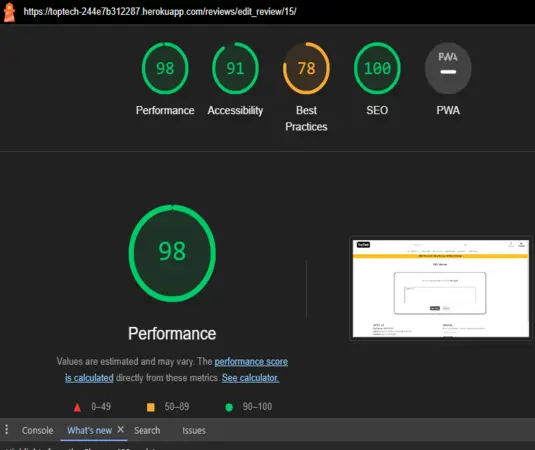 https://toptech-244e7b312287.herokuapp.com/reviews/edit_review/15/
98 91 78 100 PWA
Performance Accessibility Best Practices SEO PWA
98
Performance
Values are estimated and may vary. The performance score
is calculated directly from these metrics. See calculator.
0–49 50–89 90–100
Console What's new Search Issues